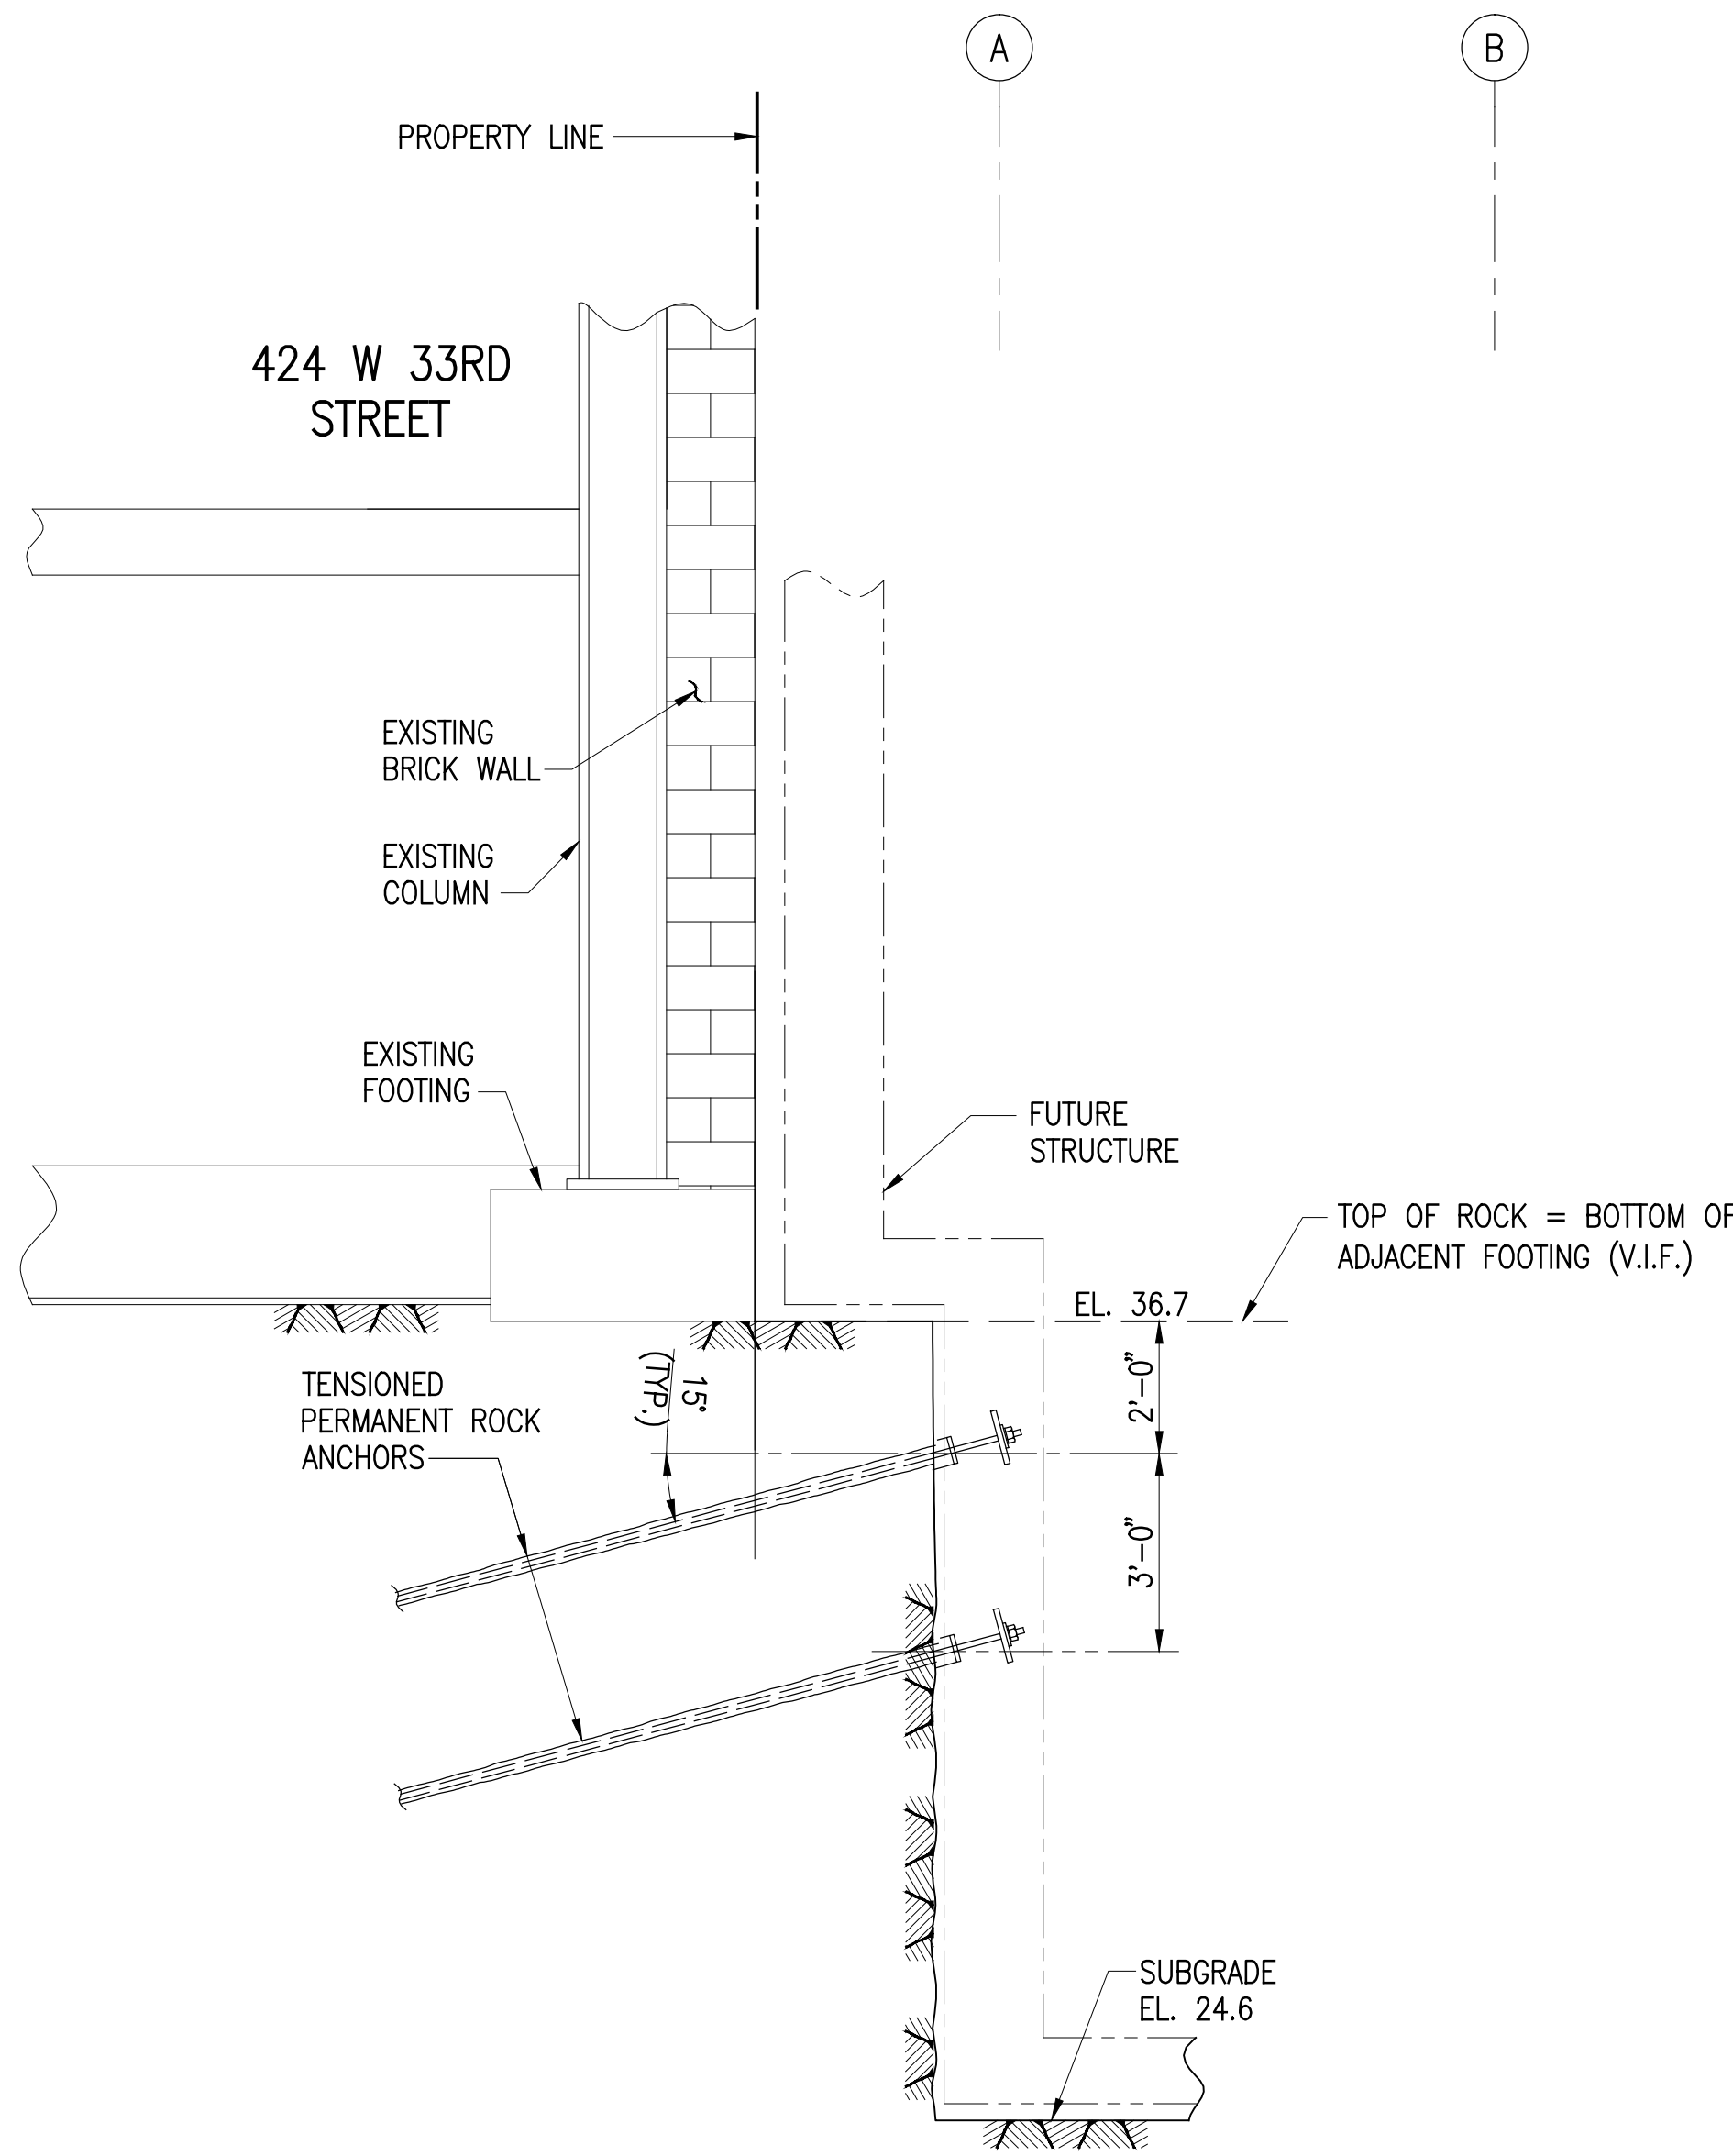 A
B
PROPERTY LINE
424 W 33RD
STREET
EXISTING
BRICK WALL
EXISTING
COLUMN
EXISTING
FOOTING
FUTURE
STRUCTURE
TOP OF ROCK = BOTTOM OF
ADJACENT FOOTING (V.I.F.)
EL. 36.7
2'-0"
15°
(TYP.)
TENSIONED
PERMANENT ROCK
ANCHORS
3'-0"
SUBGRADE
EL. 24.6